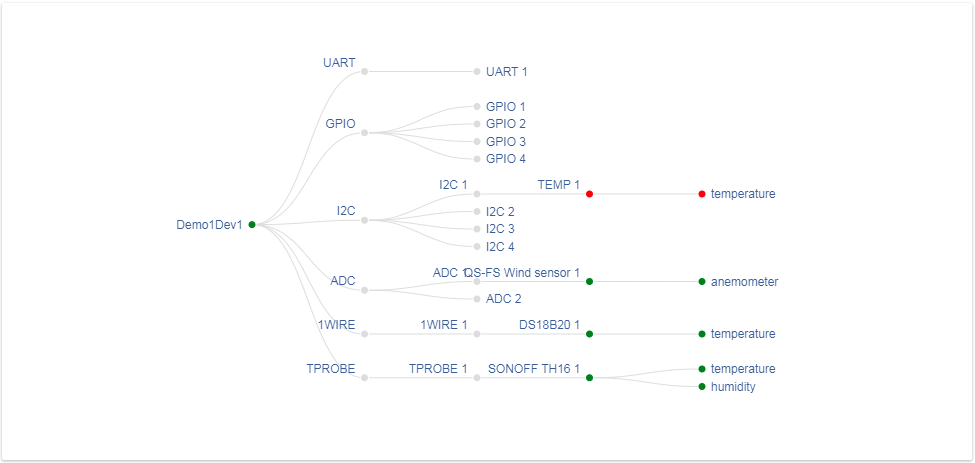 UART
UART 1
GPIO 1
GPIO
GPIO 2
GPIO 3
GPIO 4
I2C 1
TEMP 1
temperature
I2C
I2C 2
Demo1Dev1
I2C 3
I2C 4
ADC
ADC 1
QS-FS Wind sensor 1
anemometer
ADC 2
1WIRE
1WIRE 1
DS18B20 1
temperature
TPROBE
TPROBE 1
SONOFF TH16 1
temperature
humidity